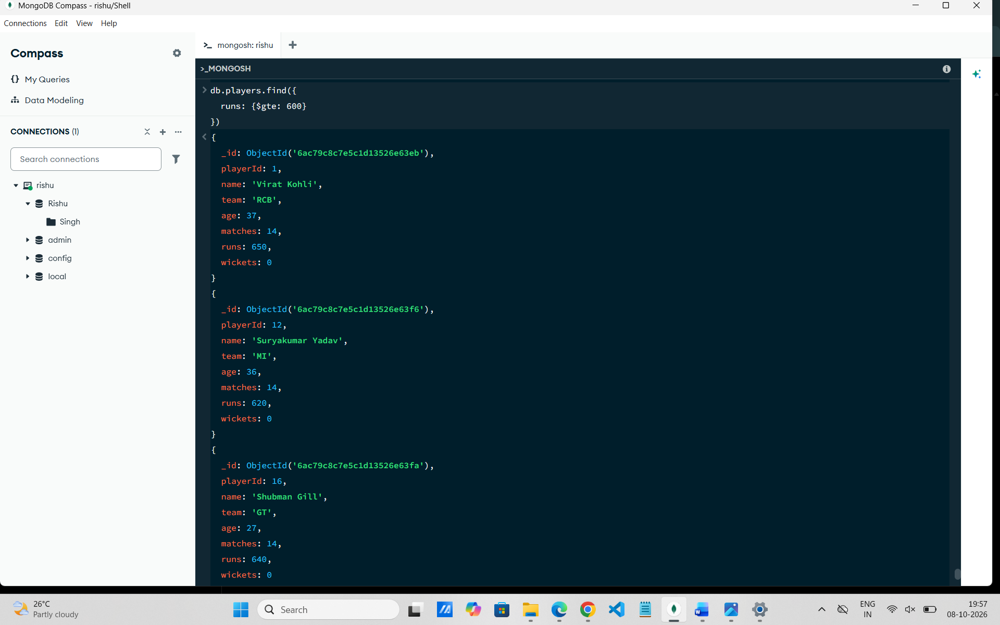 MongoDB Compass - rishu/Shell
Connections Edit View Help
Compass
My Queries
Data Modeling
CONNECTIONS (1)
Search connections
rishu
Rishu
Singh
admin
config
local
>_ mongosh: rishu
>_MONGOSH
db.players.find({
  runs: {$gte: 600}
})
{
  _id: ObjectId('6ac79c8c7e5c1d13526e63eb'),
  playerId: 1,
  name: 'Virat Kohli',
  team: 'RCB',
  age: 37,
  matches: 14,
  runs: 650,
  wickets: 0
}
{
  _id: ObjectId('6ac79c8c7e5c1d13526e63f6'),
  playerId: 12,
  name: 'Suryakumar Yadav',
  team: 'MI',
  age: 36,
  matches: 14,
  runs: 620,
  wickets: 0
}
{
  _id: ObjectId('6ac79c8c7e5c1d13526e63fa'),
  playerId: 16,
  name: 'Shubman Gill',
  team: 'GT',
  age: 27,
  matches: 14,
  runs: 640,
  wickets: 0
26°C
Partly cloudy
Search
ENG
IN
19:57
08-10-2026